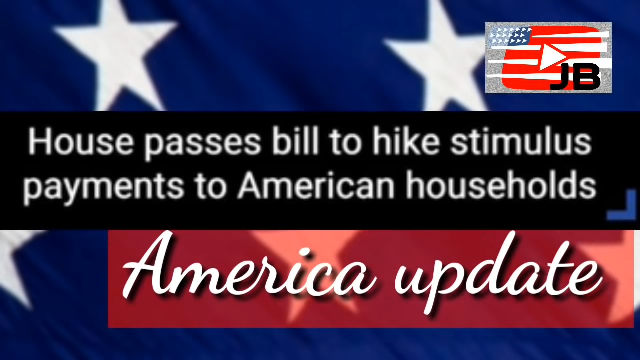 JB
House passes bill to hike stimulus
payments to American households
America update